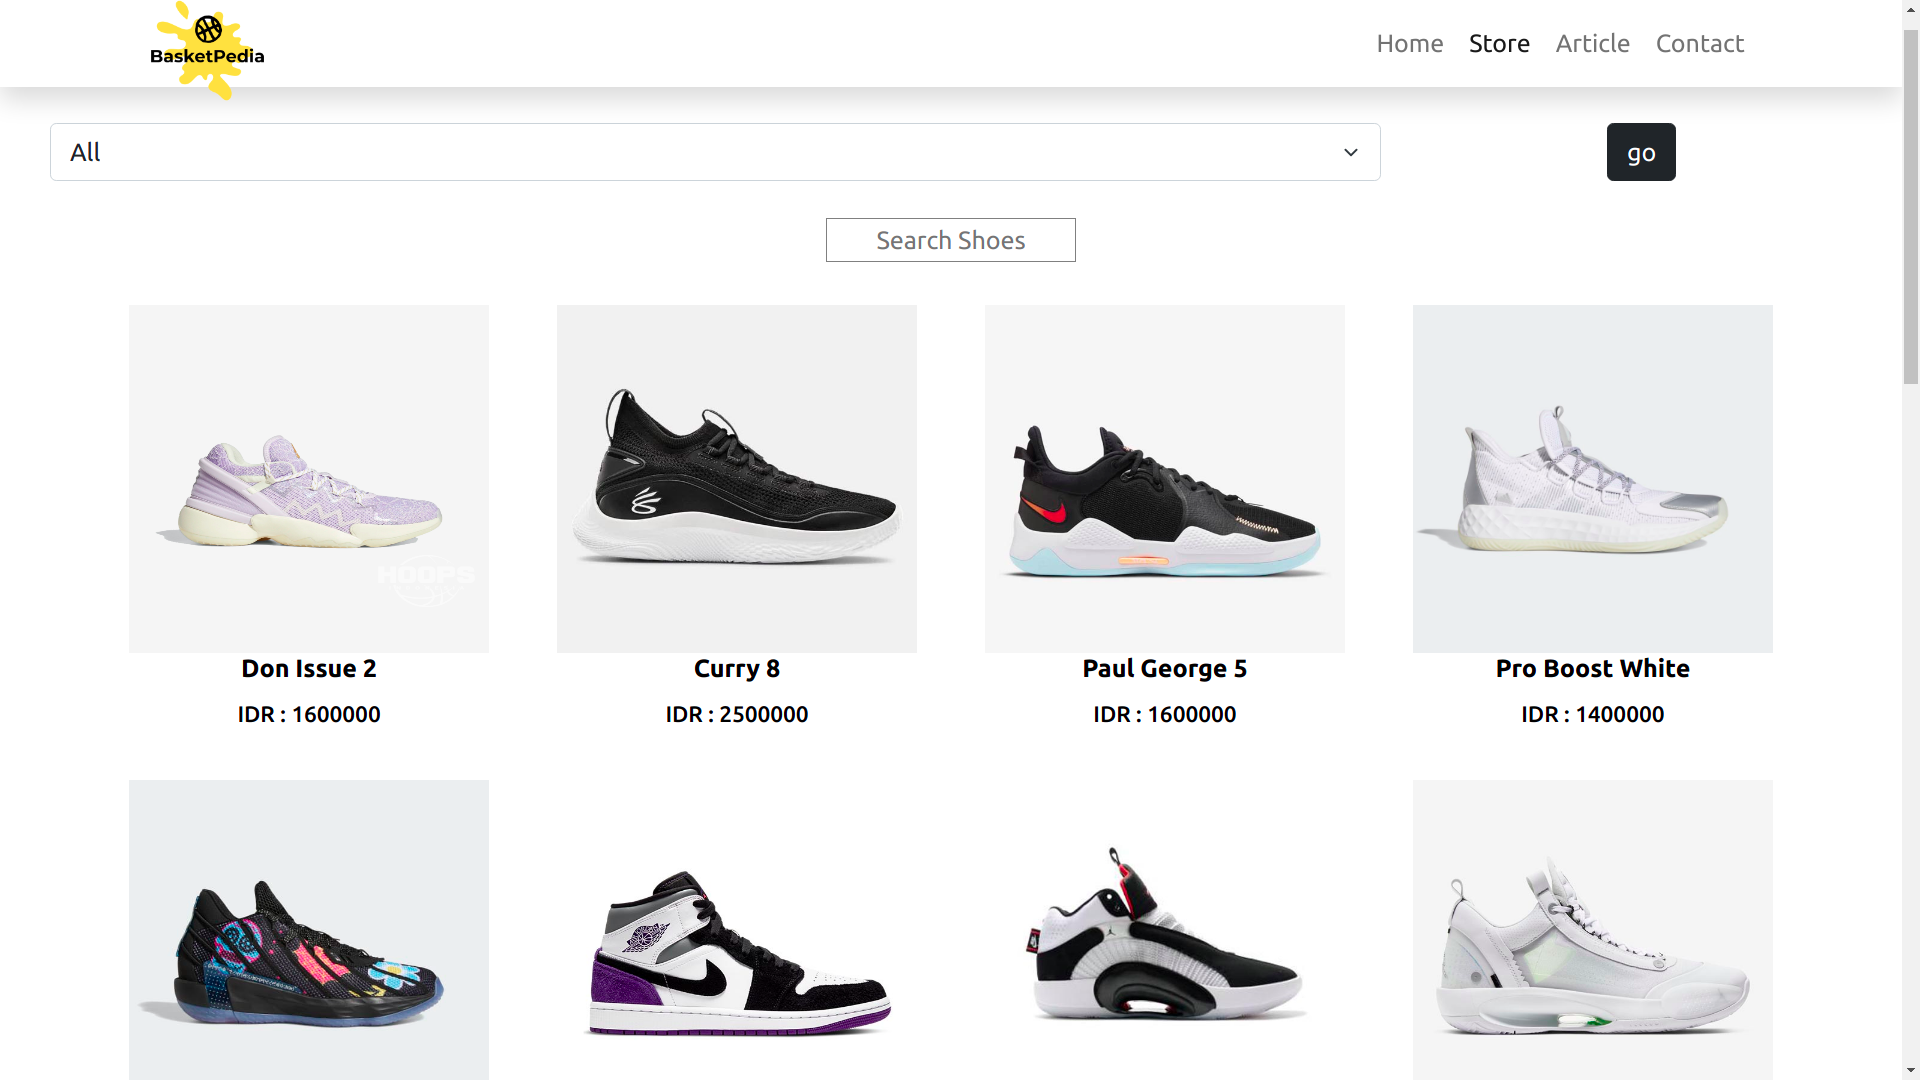 BasketPedia
Home Store Article Contact
All
go
Search Shoes
HOOPS
Don Issue 2
Curry 8
Paul George 5
Pro Boost White
IDR : 1600000
IDR : 2500000
IDR : 1600000
IDR : 1400000